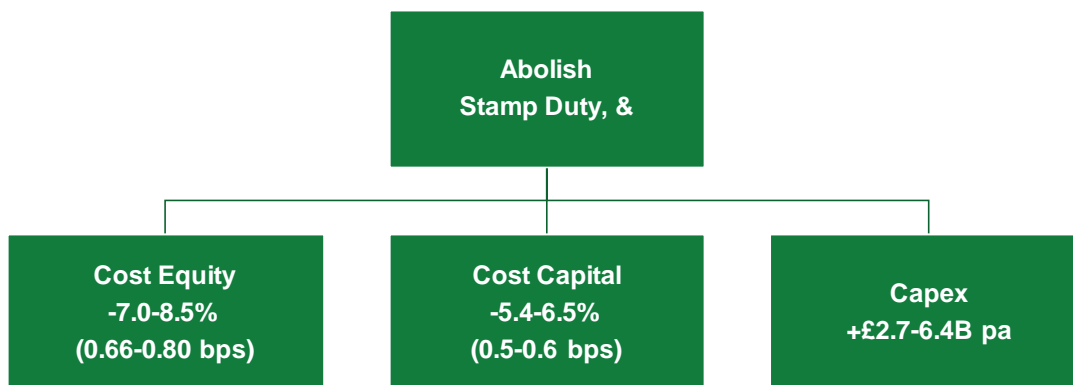 Abolish
Stamp Duty, &
Cost Equity
-7.0-8.5%
(0.66-0.80 bps)
Cost Capital
-5.4-6.5%
(0.5-0.6 bps)
Capex
+£2.7-6.4B pa